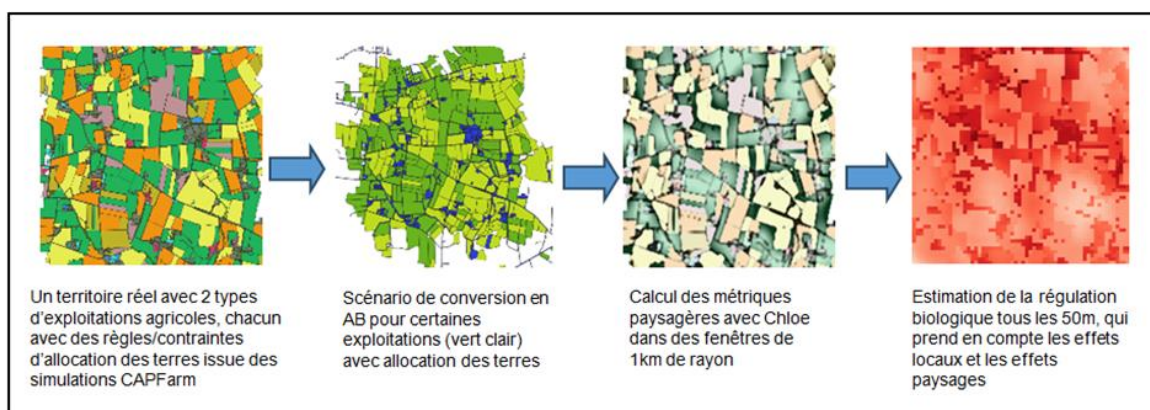 Un territoire réel avec 2 types
d'exploitations agricoles, chacun
avec des règles/contraintes
d'allocation des terres issue des
simulations CAPFarm
Scénario de conversion en
AB pour certaines
exploitations (vert clair)
avec allocation des terres
Calcul des métriques
paysagères avec Chloe
dans des fenêtres de
1km de rayon
Estimation de la régulation
biologique tous les 50m, qui
prend en compte les effets
locaux et les effets
paysages